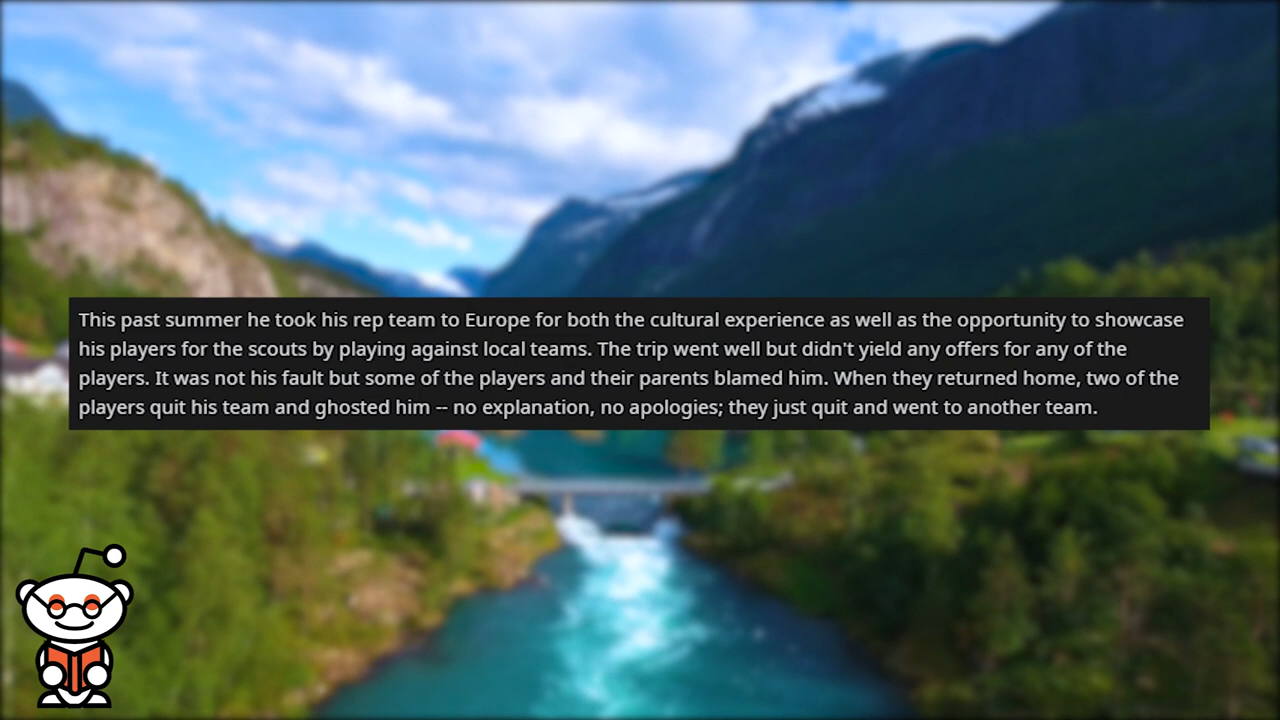 This past summer he took his rep team to Europe for both the cultural experience as well as the opportunity to showcase
his players for the scouts by playing against local teams. The trip went well but didn't yield any offers for any of the
players. It was not his fault but some of the players and their parents blamed him. When they returned home, two of the
players quit his team and ghosted him -- no explanation, no apologies; they just quit and went to another team.